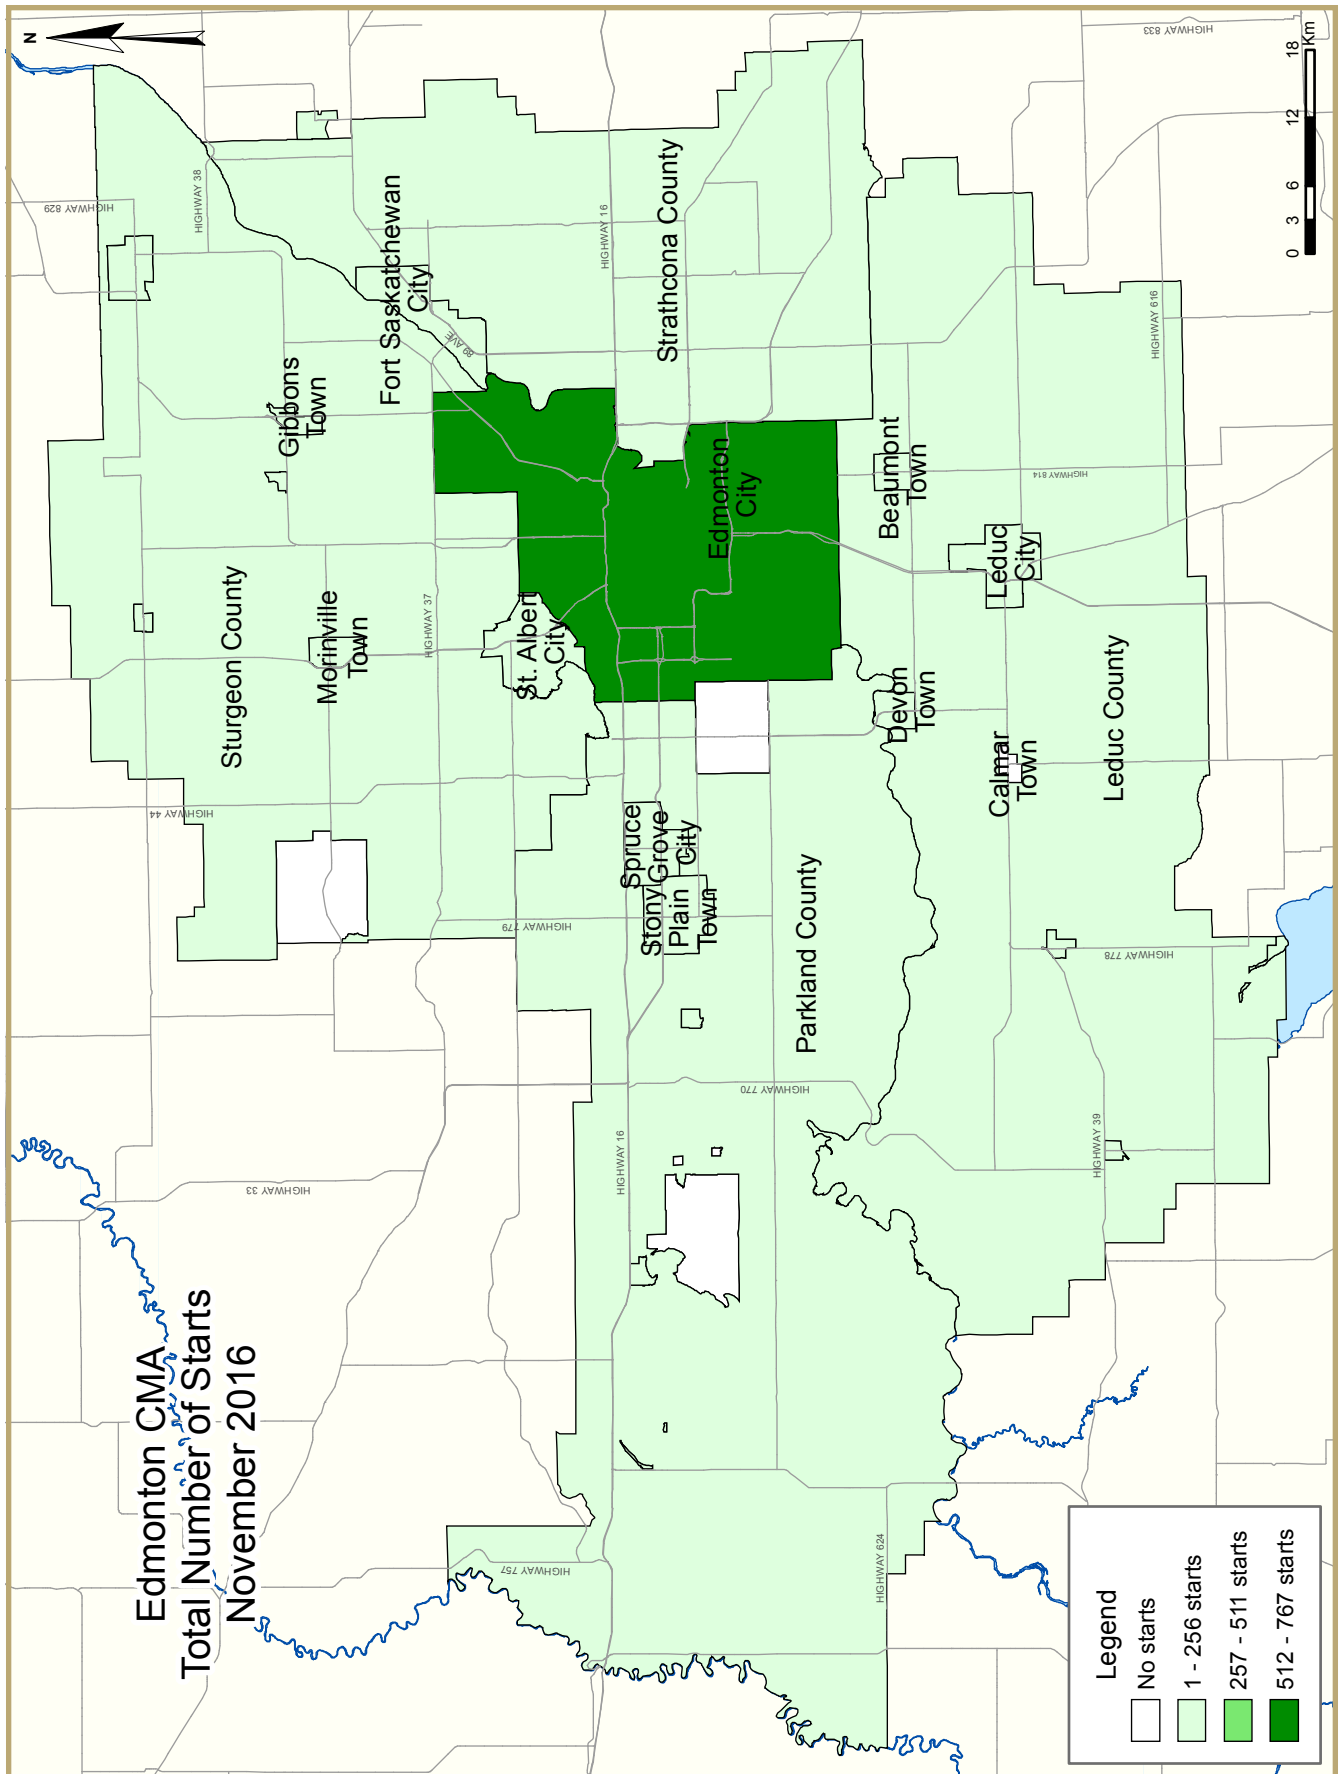 Edmonton CMA
Total Number of Starts
November 2016
N
HIGHWAY 829
HIGHWAY 38
HIGHWAY 44
HIGHWAY 33
HIGHWAY 37
HIGHWAY 779
HIGHWAY 757
HIGHWAY 16
HIGHWAY 16
HIGHWAY 770
HIGHWAY 624
HIGHWAY 39
HIGHWAY 778
HIGHWAY 814
HIGHWAY 616
HIGHWAY 833
89 AVE
Sturgeon County
Gibbons
Town
Morinville
Town
Fort Saskatchewan
City
St. Albert
City
Strathcona County
Edmonton
City
Spruce
Grove
City
Stony
Plain
Town
Parkland County
Beaumont
Town
Devon
Town
Leduc
City
Calmar
Town
Leduc County
Legend
No starts
1 - 256 starts
257 - 511 starts
512 - 767 starts
0 3 6 12 18
Km